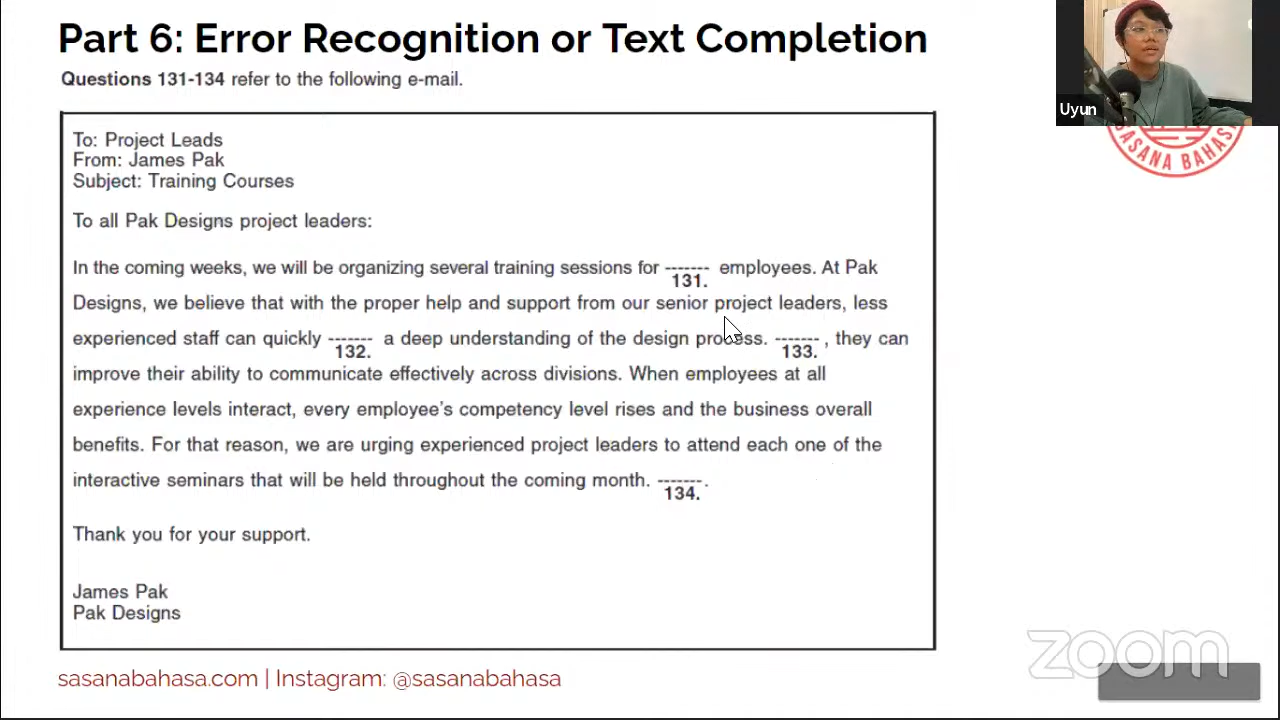 Part 6: Error Recognition or Text Completion
Questions 131-134 refer to the following e-mail.
To: Project Leads
From: James Pak
Subject: Training Courses
To all Pak Designs project leaders:
In the coming weeks, we will be organizing several training sessions for ------- employees. At Pak
131.
Designs, we believe that with the proper help and support from our senior project leaders, less
experienced staff can quickly ------- a deep understanding of the design process. ------- , they can
132. 133.
improve their ability to communicate effectively across divisions. When employees at all
experience levels interact, every employee's competency level rises and the business overall
benefits. For that reason, we are urging experienced project leaders to attend each one of the
interactive seminars that will be held throughout the coming month. -------.
134.
Thank you for your support.
James Pak
Pak Designs
sasanabahasa.com | Instagram: @sasanabahasa
Uyun
SASANA BAHASA
zoom